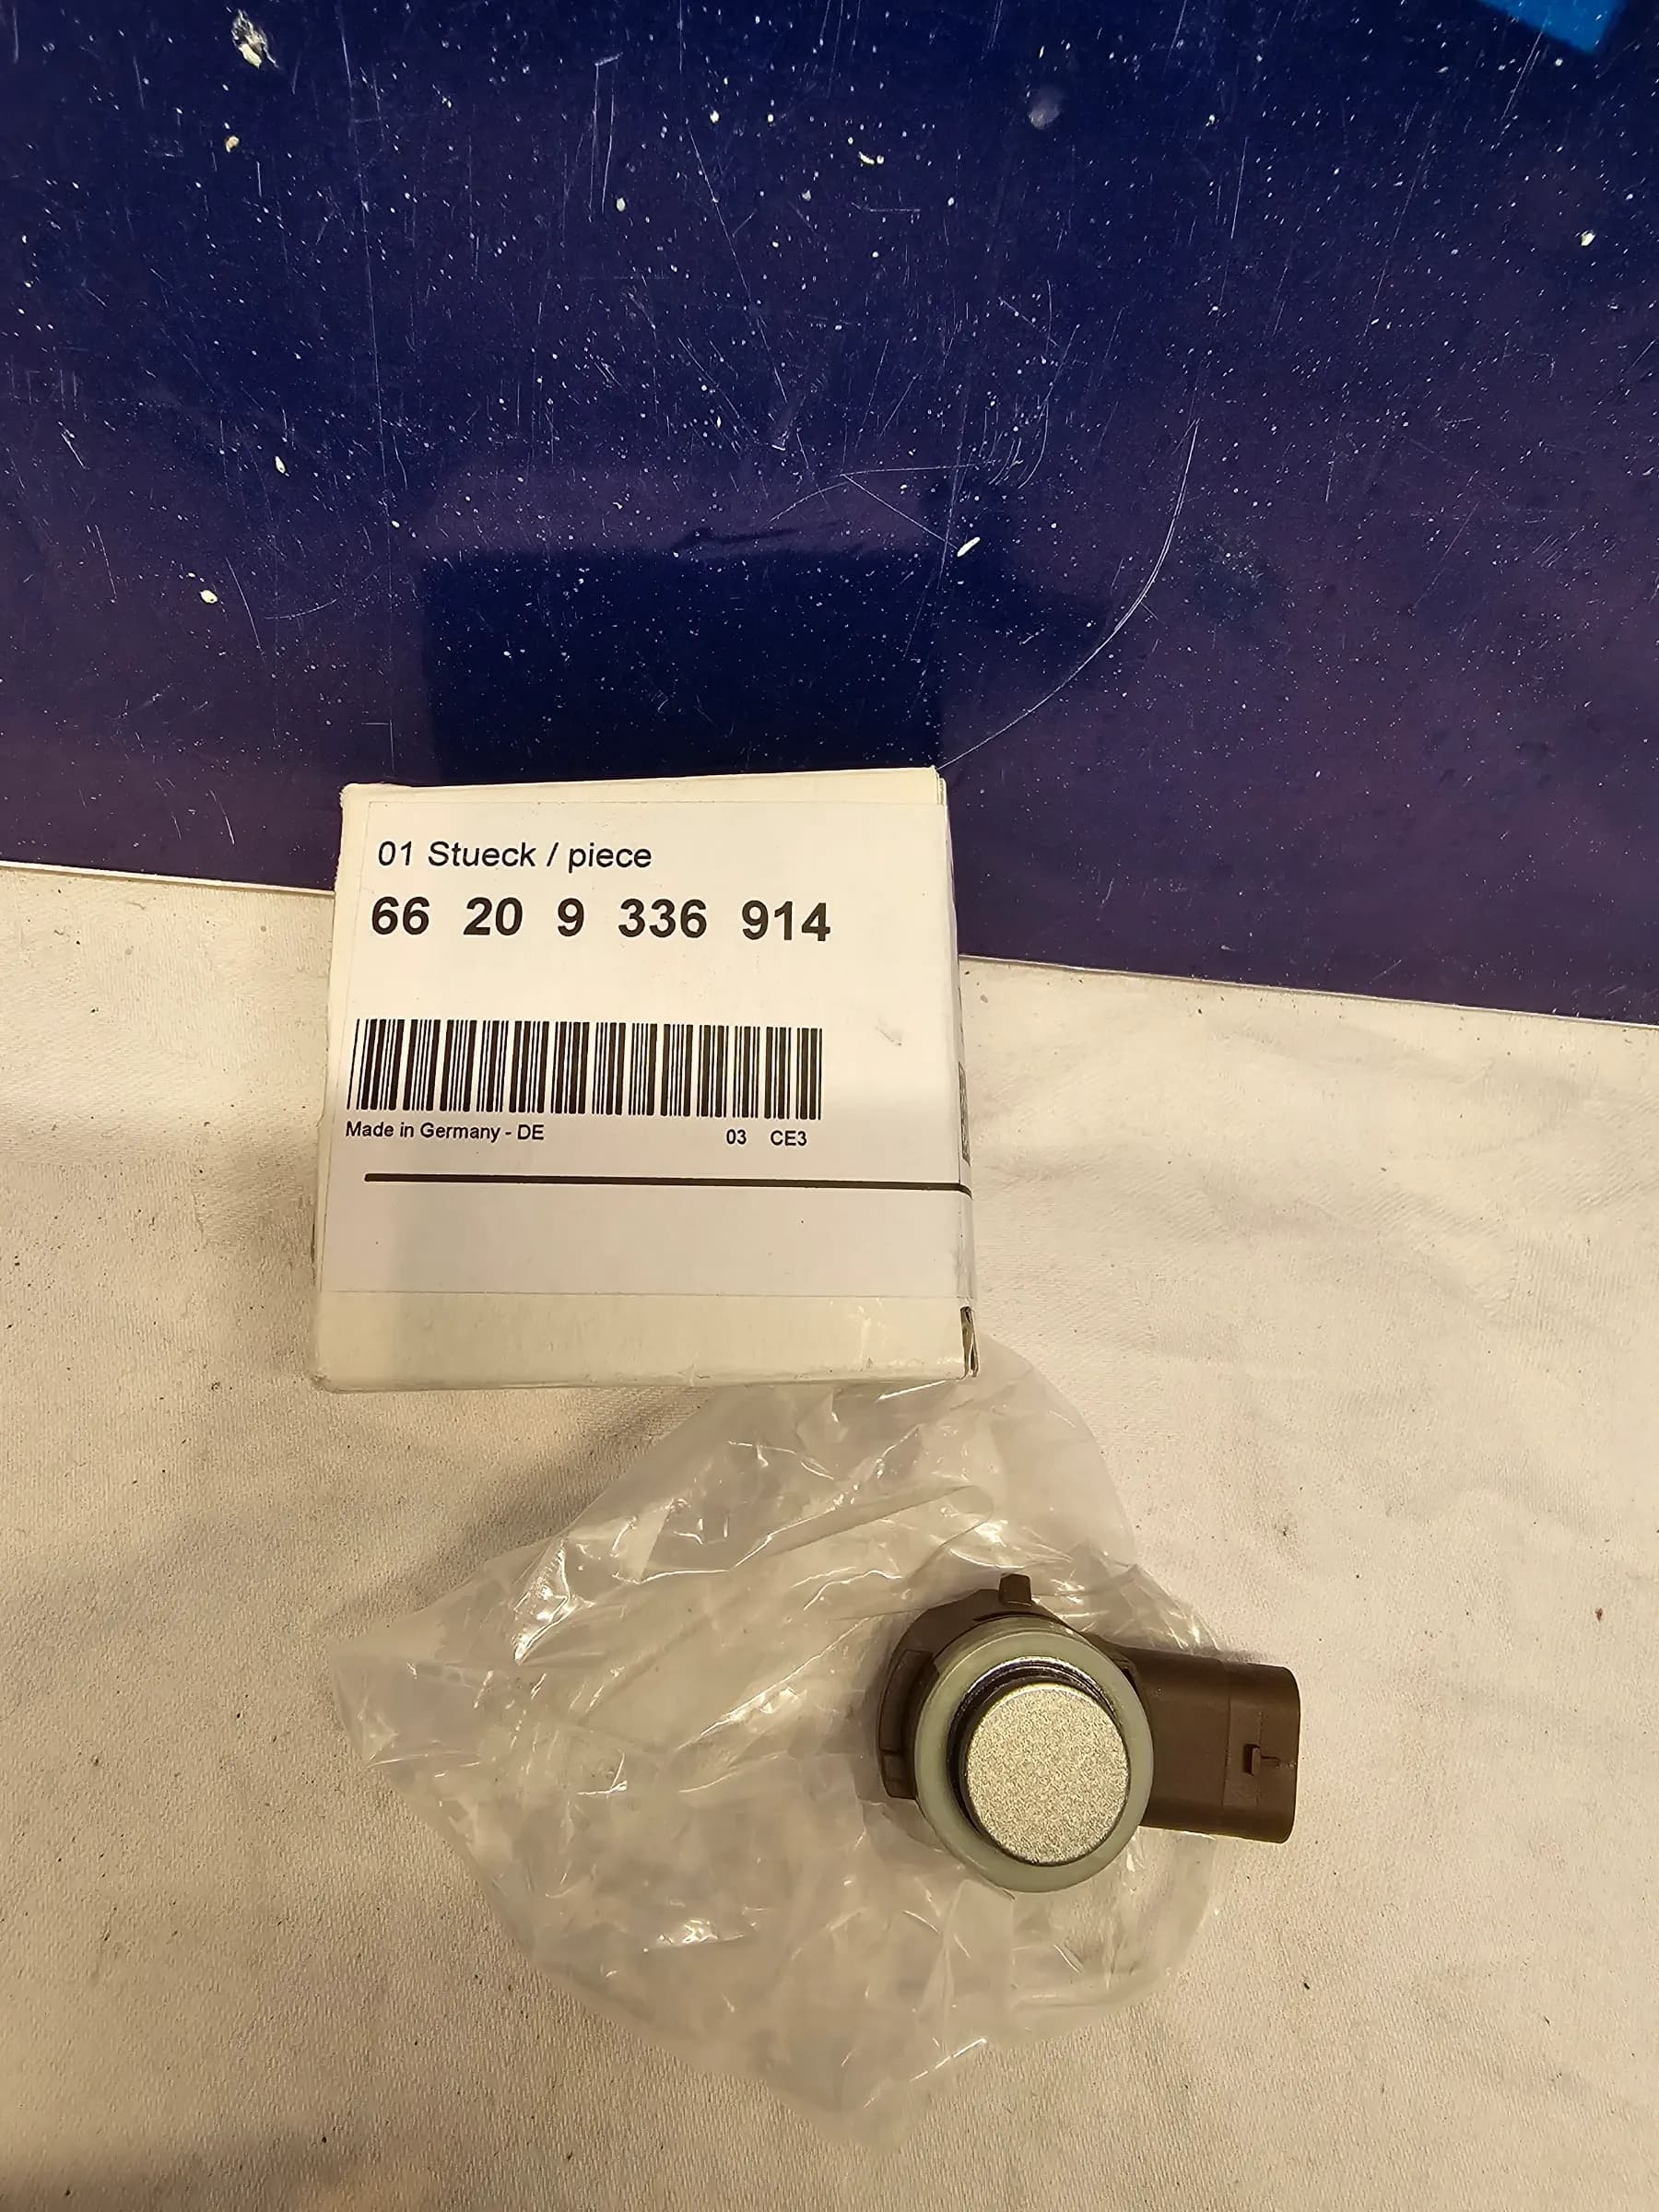 01 Stueck / piece
66 20 9 336 914
Made in Germany - DE 03 CE3